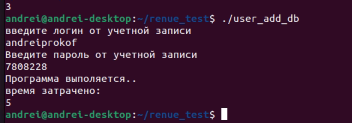 3
andrei@andrei-desktop:~/renue_test$ ./user_add_db
введите логин от учетной записи
andreiprokof
Введите пароль от учетной записи
7808228
Программа выполяется..
время затрачено:
5
andrei@andrei-desktop:~/renue_test$